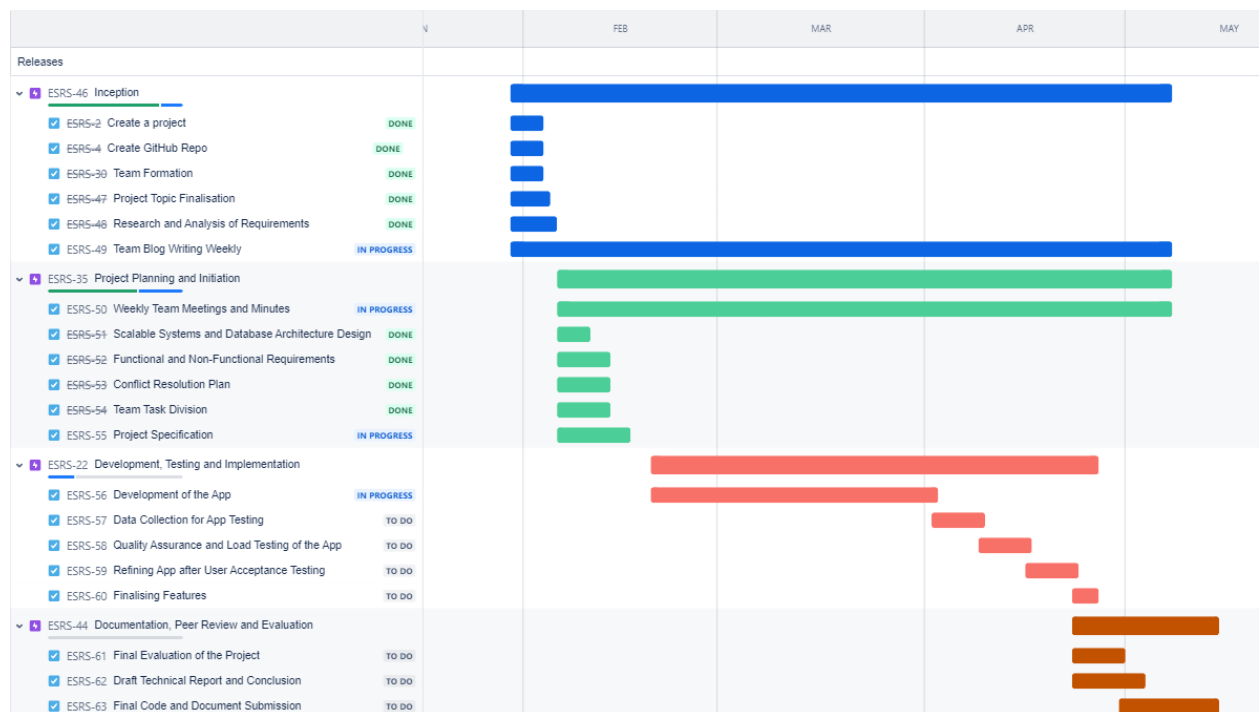 N FEB MAR APR MAY
Releases
ESRS-46 Inception
ESRS-2 Create a project DONE
ESRS-4 Create GitHub Repo DONE
ESRS-30 Team Formation DONE
ESRS-47 Project Topic Finalisation DONE
ESRS-48 Research and Analysis of Requirements DONE
ESRS-49 Team Blog Writing Weekly IN PROGRESS
ESRS-35 Project Planning and Initiation
ESRS-50 Weekly Team Meetings and Minutes IN PROGRESS
ESRS-51 Scalable Systems and Database Architecture Design DONE
ESRS-52 Functional and Non-Functional Requirements DONE
ESRS-53 Conflict Resolution Plan DONE
ESRS-54 Team Task Division DONE
ESRS-55 Project Specification IN PROGRESS
ESRS-22 Development, Testing and Implementation
ESRS-56 Development of the App IN PROGRESS
ESRS-57 Data Collection for App Testing TO DO
ESRS-58 Quality Assurance and Load Testing of the App TO DO
ESRS-59 Refining App after User Acceptance Testing TO DO
ESRS-60 Finalising Features TO DO
ESRS-44 Documentation, Peer Review and Evaluation
ESRS-61 Final Evaluation of the Project TO DO
ESRS-62 Draft Technical Report and Conclusion TO DO
ESRS-63 Final Code and Document Submission TO DO